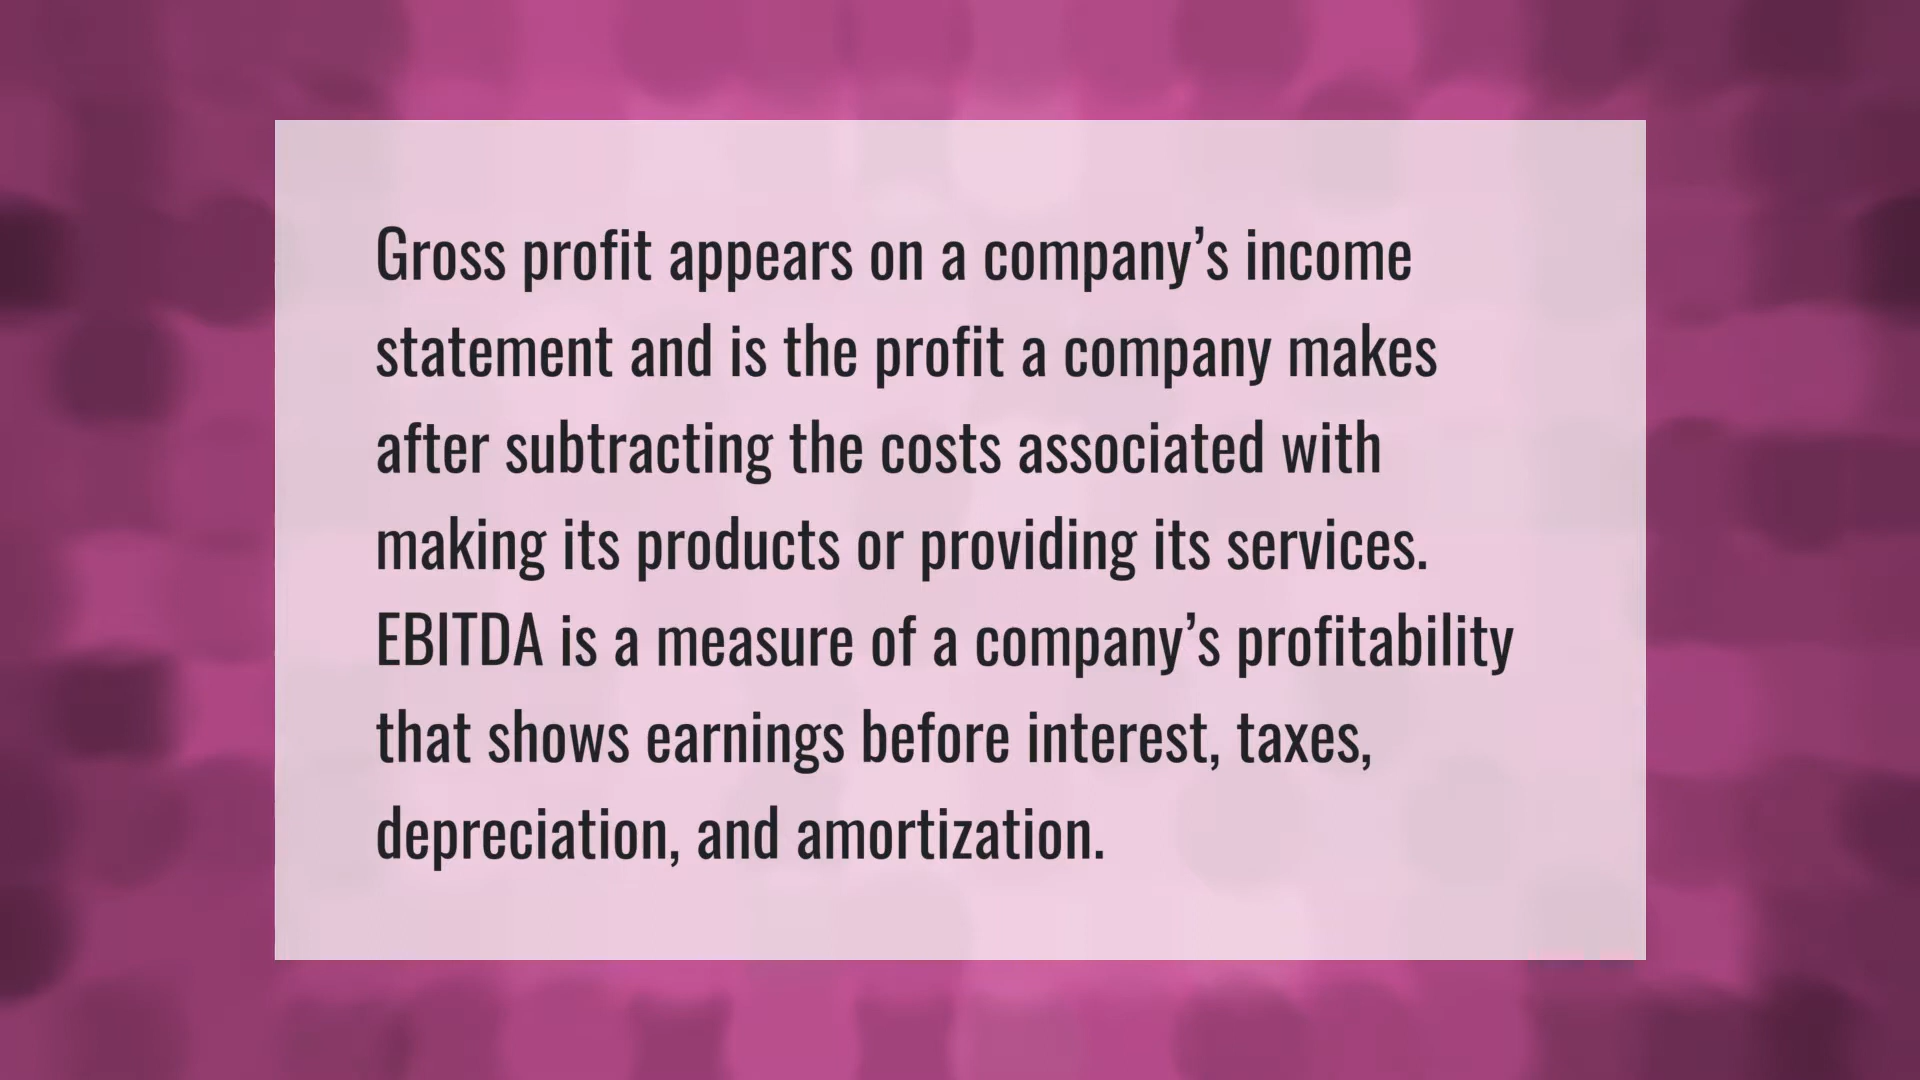 Gross profit appears on a company’s income
statement and is the profit a company makes
after subtracting the costs associated with
making its products or providing its services.
EBITDA is a measure of a company’s profitability
that shows earnings before interest, taxes,
depreciation, and amortization.